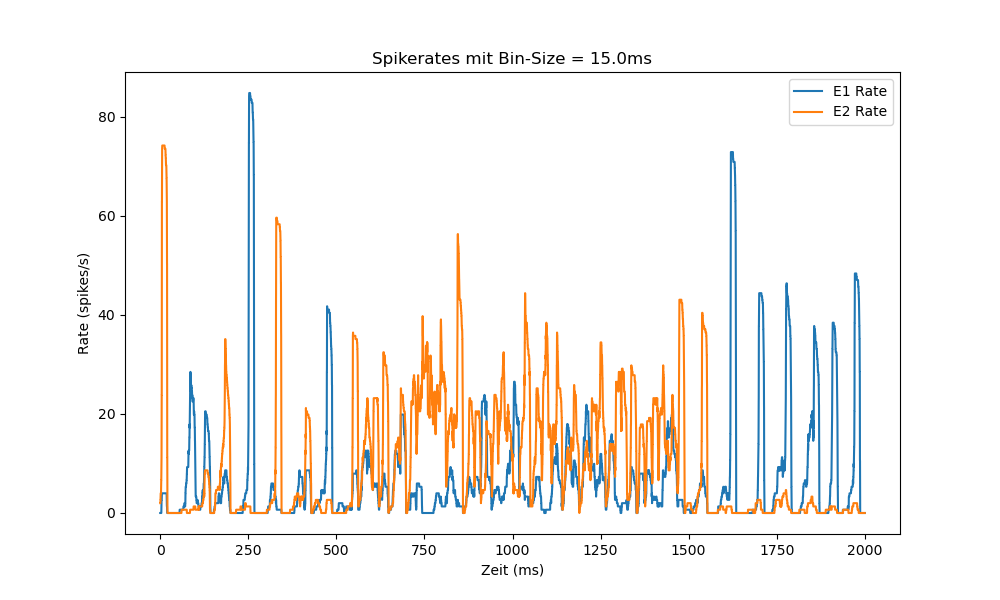 Spikerates mit Bin-Size = 15.0ms
E1 Rate
E2 Rate
80
60
40
20
0
Rate (spikes/s)
0 250 500 750 1000 1250 1500 1750 2000
Zeit (ms)